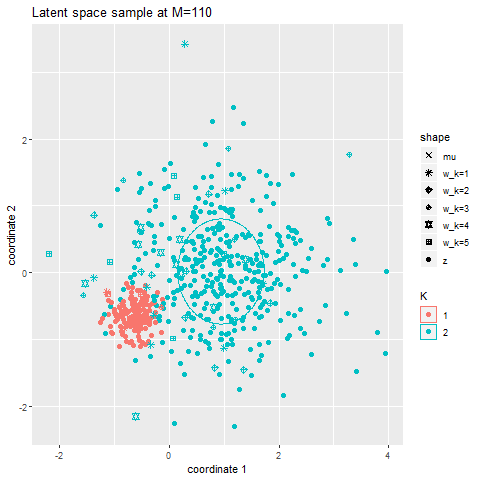 Latent space sample at M=110
2
0
-2
-2
0
2
4
coordinate 1
coordinate 2
shape
mu
w_k=1
w_k=2
w_k=3
w_k=4
w_k=5
z
K
1
2